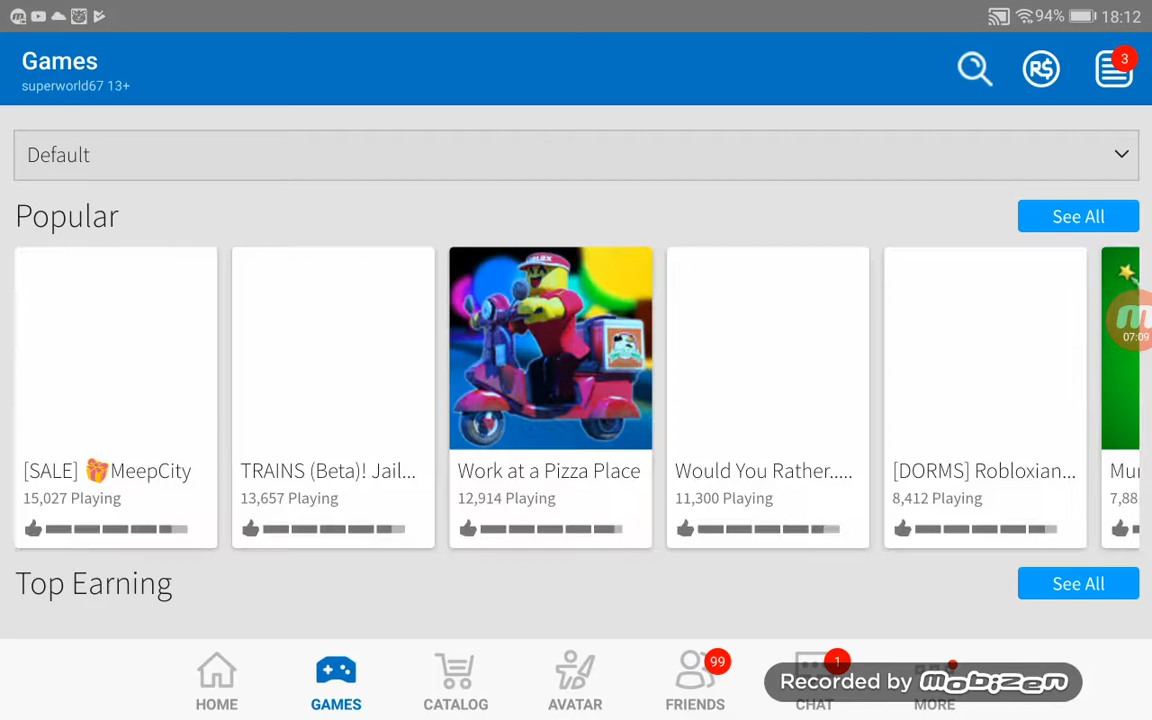 94% 18:12
Games
superworld67 13+
R$
3
Default
Popular
See All
07:09
[SALE] 🎁MeepCity
TRAINS (Beta)! Jail...
Work at a Pizza Place
Would You Rather.....
[DORMS] Robloxian...
Mur
15,027 Playing
13,657 Playing
12,914 Playing
11,300 Playing
8,412 Playing
7,88
Top Earning
See All
99
1
Recorded by mobizen
HOME
GAMES
CATALOG
AVATAR
FRIENDS
CHAT
MORE